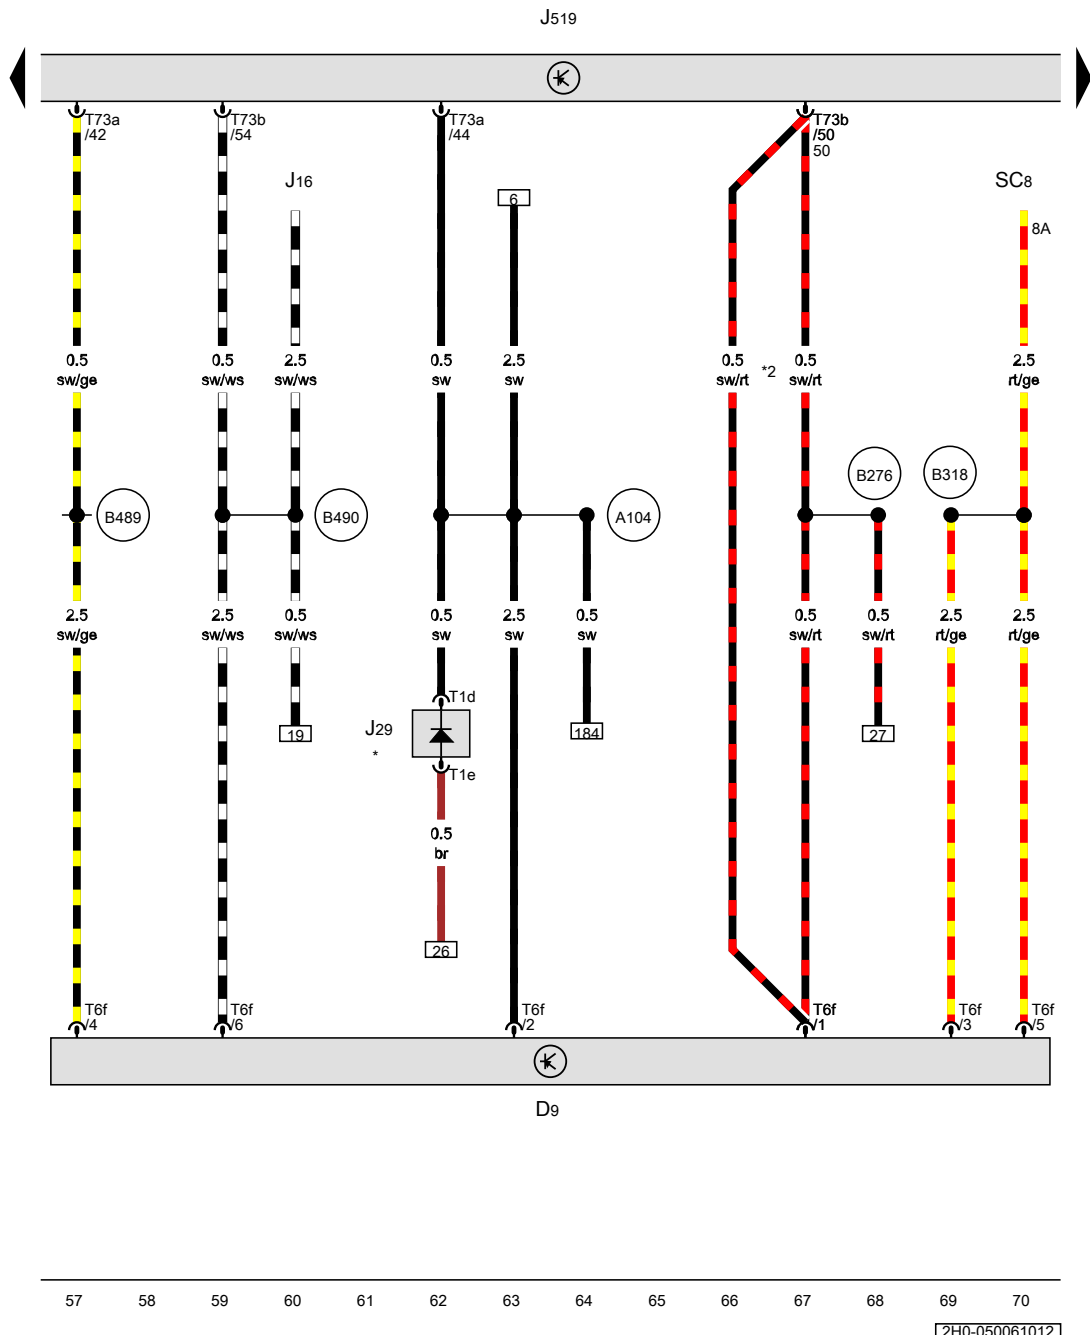 J519
T73a
/42
T73b
/54
T73a
/44
T73b
/50
50
J16
6
SC8
8A
0.5
sw/ge
0.5
sw/ws
2.5
sw/ws
0.5
sw
2.5
sw
0.5
sw/rt
*2
0.5
sw/rt
2.5
rt/ge
B489
B490
A104
B276
B318
2.5
sw/ge
2.5
sw/ws
0.5
sw/ws
0.5
sw
2.5
sw
0.5
sw
0.5
sw/rt
0.5
sw/rt
2.5
rt/ge
2.5
rt/ge
T1d
J29
*
19
184
27
T1e
0.5
br
26
T6f
/4
T6f
/6
T6f
/2
T6f
/1
T6f
/3
T6f
/5
D9
57 58 59 60 61 62 63 64 65 66 67 68 69 70
2H0-050061012